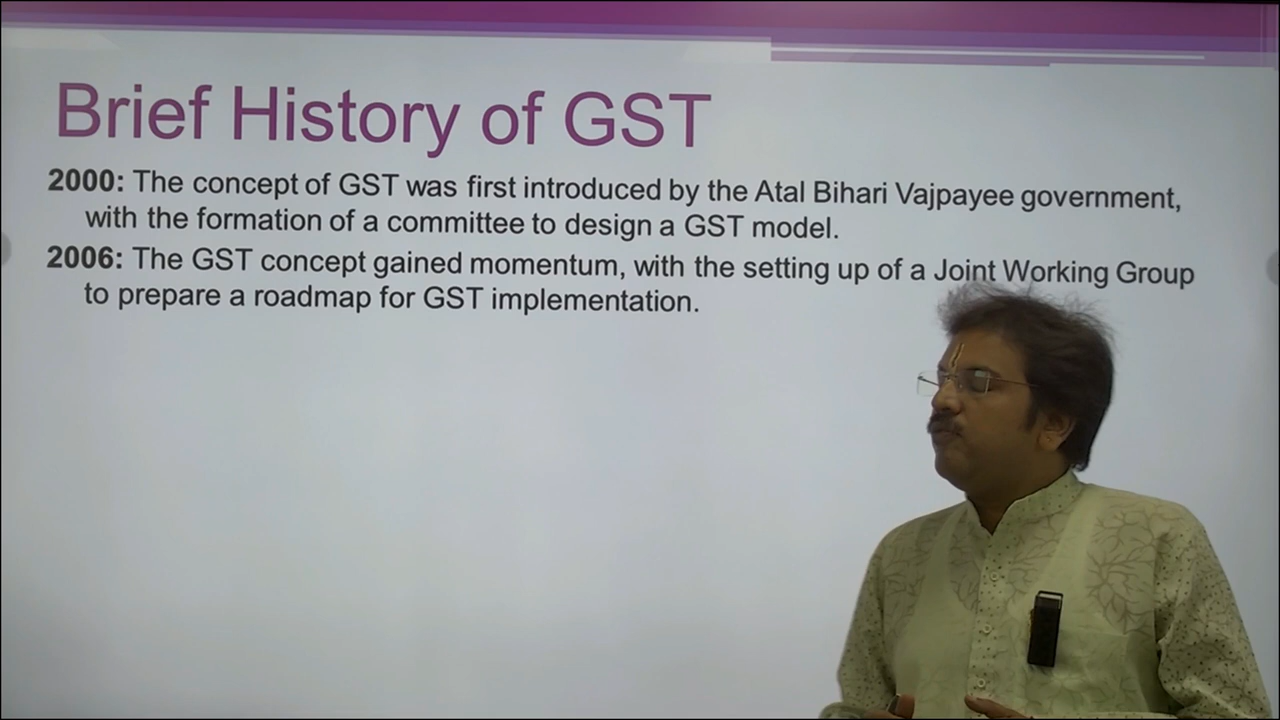 Brief History of GST
2000: The concept of GST was first introduced by the Atal Bihari Vajpayee government,
with the formation of a committee to design a GST model.
2006: The GST concept gained momentum, with the setting up of a Joint Working Group
to prepare a roadmap for GST implementation.